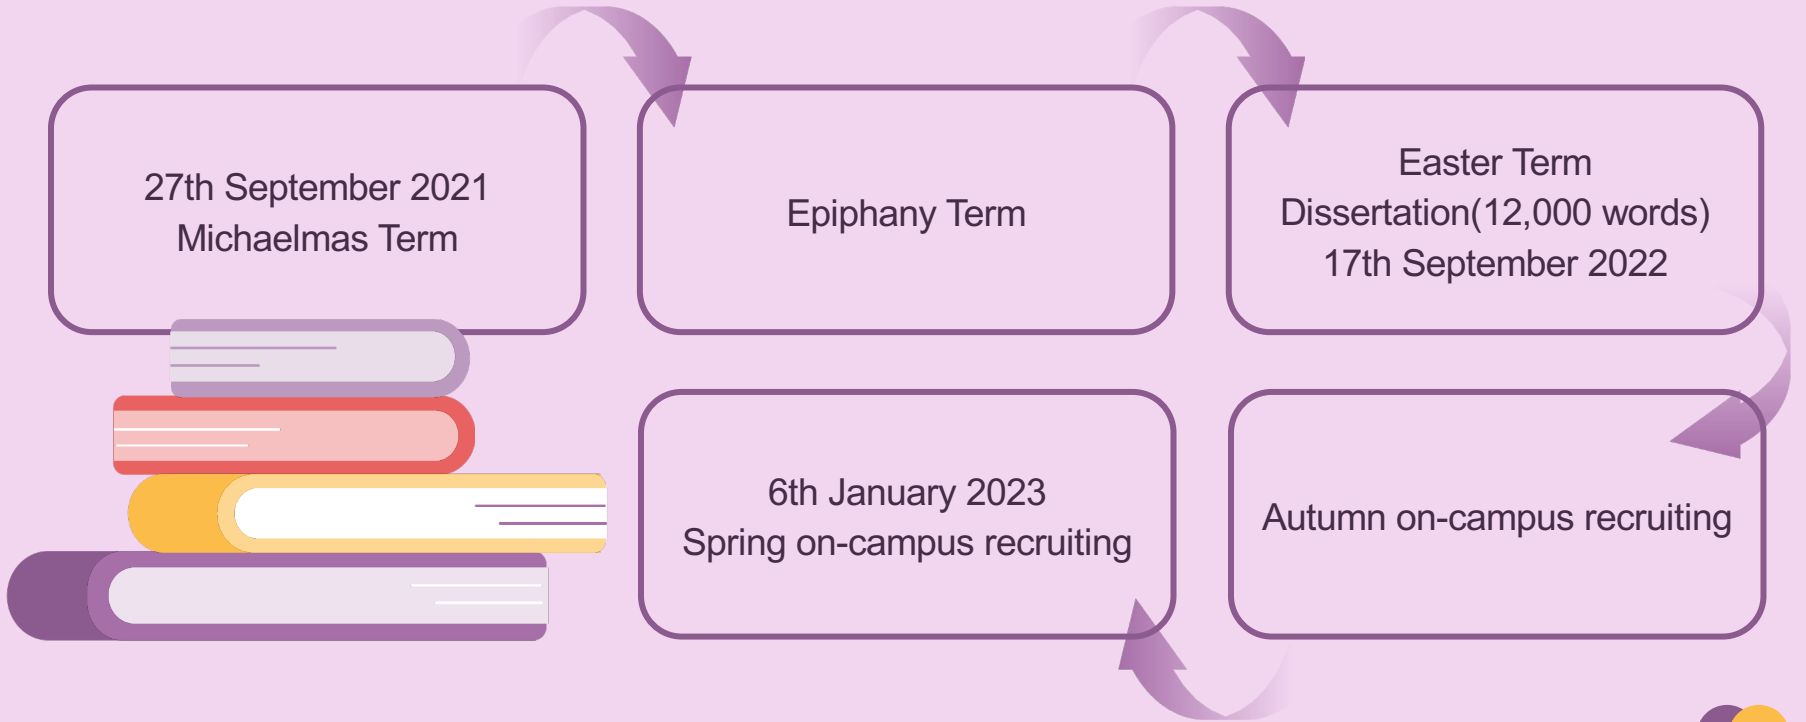 27th September 2021
Michaelmas Term
Epiphany Term
Easter Term
Dissertation(12,000 words)
17th September 2022
Autumn on-campus recruiting
6th January 2023
Spring on-campus recruiting